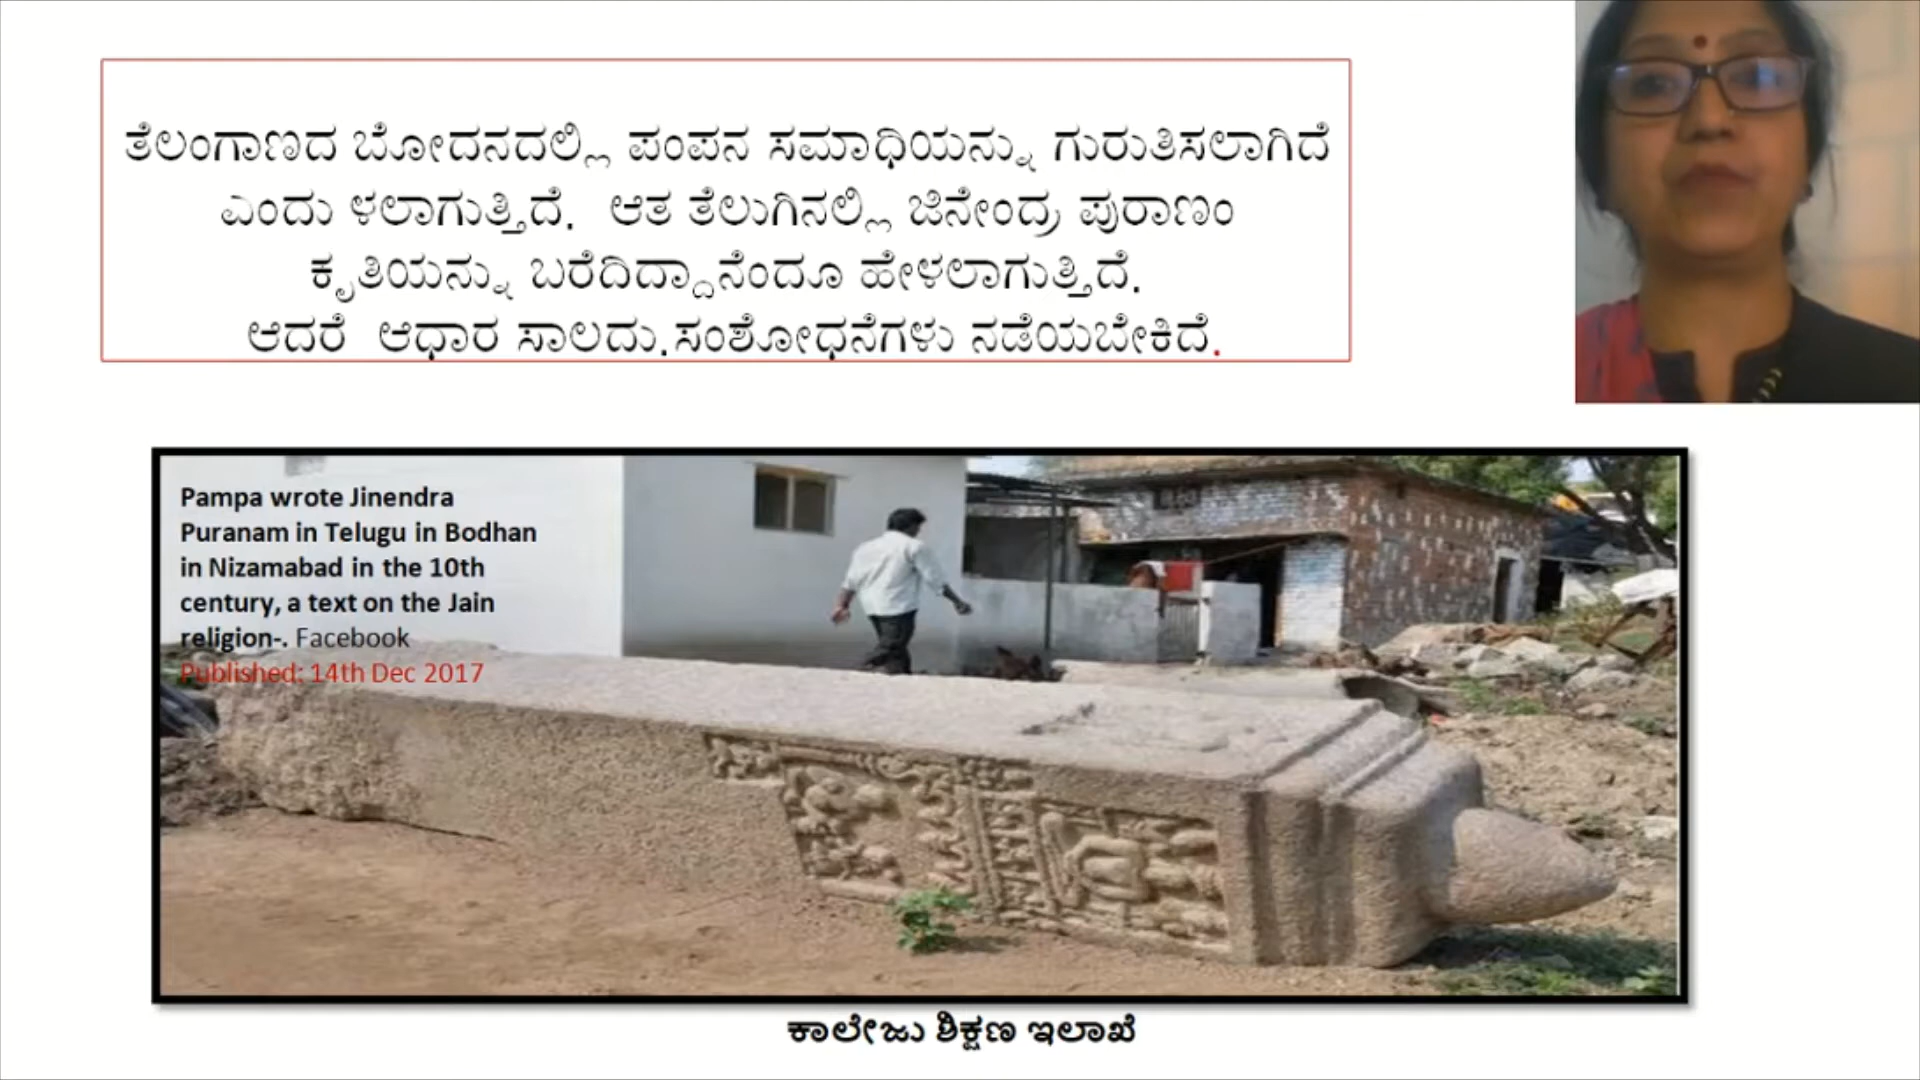 ತೆಲಂಗಾಣದ ಬೋದನದಲ್ಲಿ ಪಂಪನ ಸಮಾಧಿಯನ್ನು ಗುರುತಿಸಲಾಗಿದೆ
ಎಂದು ಳಲಾಗುತ್ತಿದೆ. ಆತ ತೆಲುಗಿನಲ್ಲಿ ಜಿನೇಂದ್ರ ಪುರಾಣಂ
ಕೃತಿಯನ್ನು ಬರೆದಿದ್ದಾನೆಂದೂ ಹೇಳಲಾಗುತ್ತಿದೆ.
ಆದರೆ ಆಧಾರ ಸಾಲದು.ಸಂಶೋಧನೆಗಳು ನಡೆಯಬೇಕಿದೆ.
Pampa wrote Jinendra
Puranam in Telugu in Bodhan
in Nizamabad in the 10th
century, a text on the Jain
religion-. Facebook
Published: 14th Dec 2017
ಕಾಲೇಜು ಶಿಕ್ಷಣ ಇಲಾಖೆ